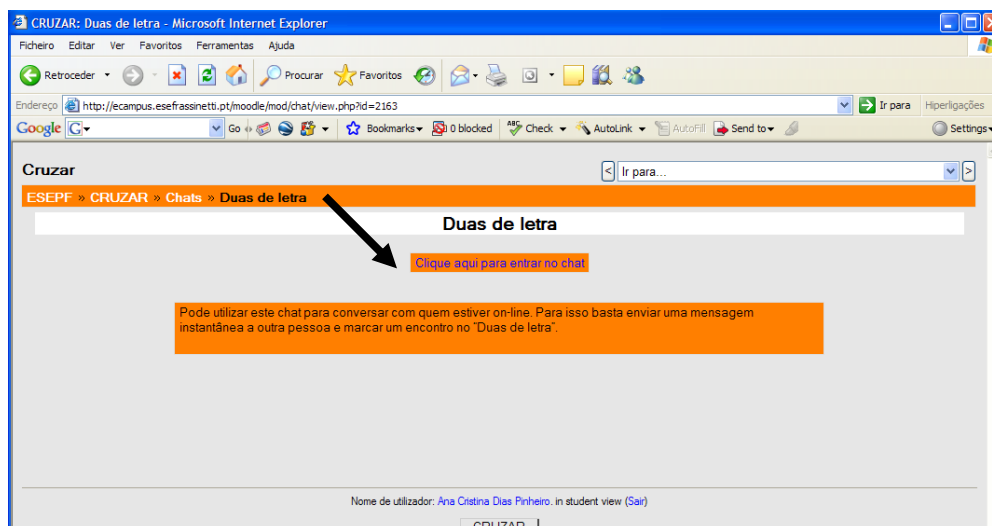 CRUZAR: Duas de letra - Microsoft Internet Explorer
Ficheiro Editar Ver Favoritos Ferramentas Ajuda
Retroceder Procurar Favoritos
Endereço http://ecampus.esefrassinetti.pt/moodle/mod/chat/view.php?id=2163 Ir para Hiperligações
Google G Go Bookmarks 0 blocked ABC Check AutoLink AutoFill Send to Settings
Cruzar < Ir para... >
ESEPF » CRUZAR » Chats » Duas de letra
Duas de letra
Clique aqui para entrar no chat
Pode utilizar este chat para conversar com quem estiver on-line. Para isso basta enviar uma mensagem
instantânea a outra pessoa e marcar um encontro no "Duas de letra".
Nome de utilizador: Ana Cristina Dias Pinheiro. in student view (Sair)
CRUZAR